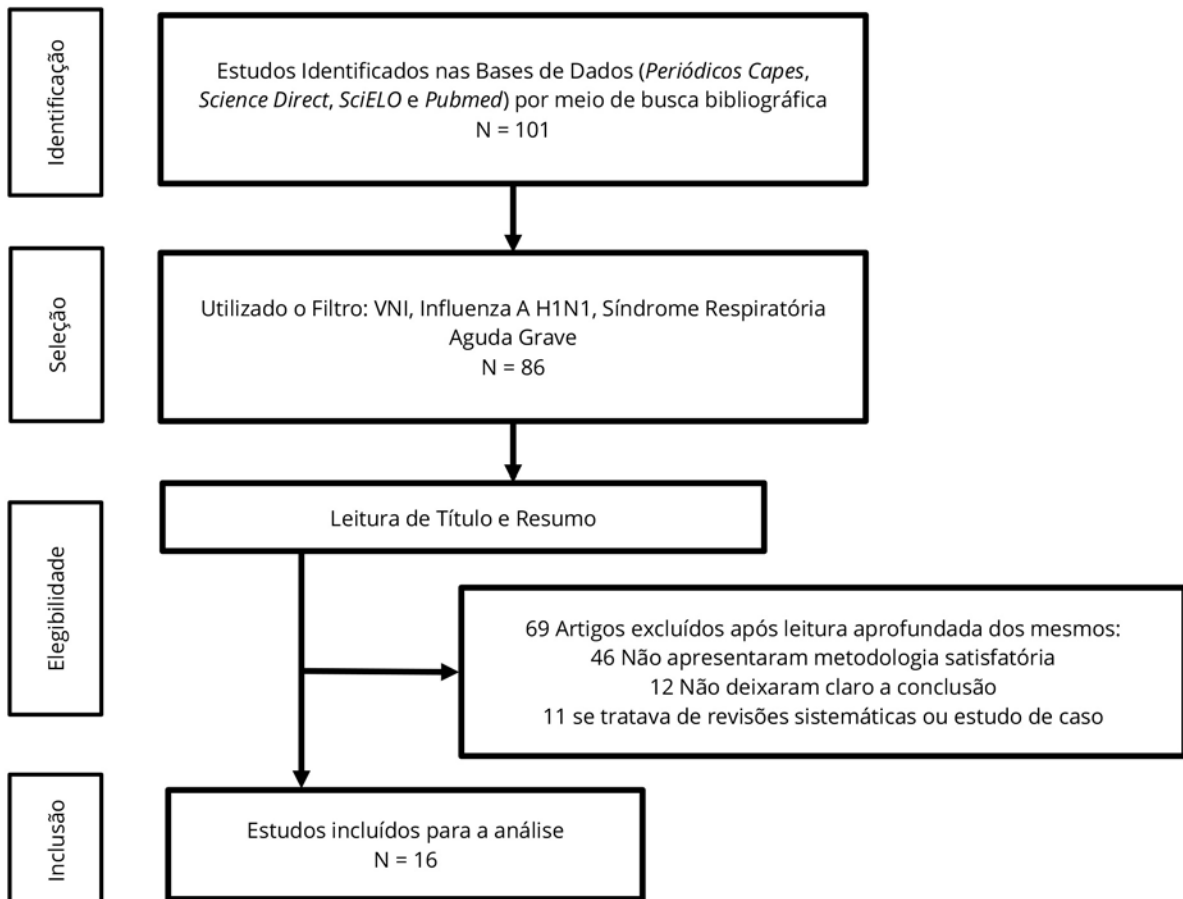 Identificação
Estudos Identificados nas Bases de Dados (Periódicos Capes,
Science Direct, SciELO e Pubmed) por meio de busca bibliográfica
N = 101
Seleção
Utilizado o Filtro: VNI, Influenza A H1N1, Síndrome Respiratória
Aguda Grave
N = 86
Elegibilidade
Leitura de Título e Resumo
69 Artigos excluídos após leitura aprofundada dos mesmos:
46 Não apresentaram metodologia satisfatória
12 Não deixaram claro a conclusão
11 se tratava de revisões sistemáticas ou estudo de caso
Inclusão
Estudos incluídos para a análise
N = 16